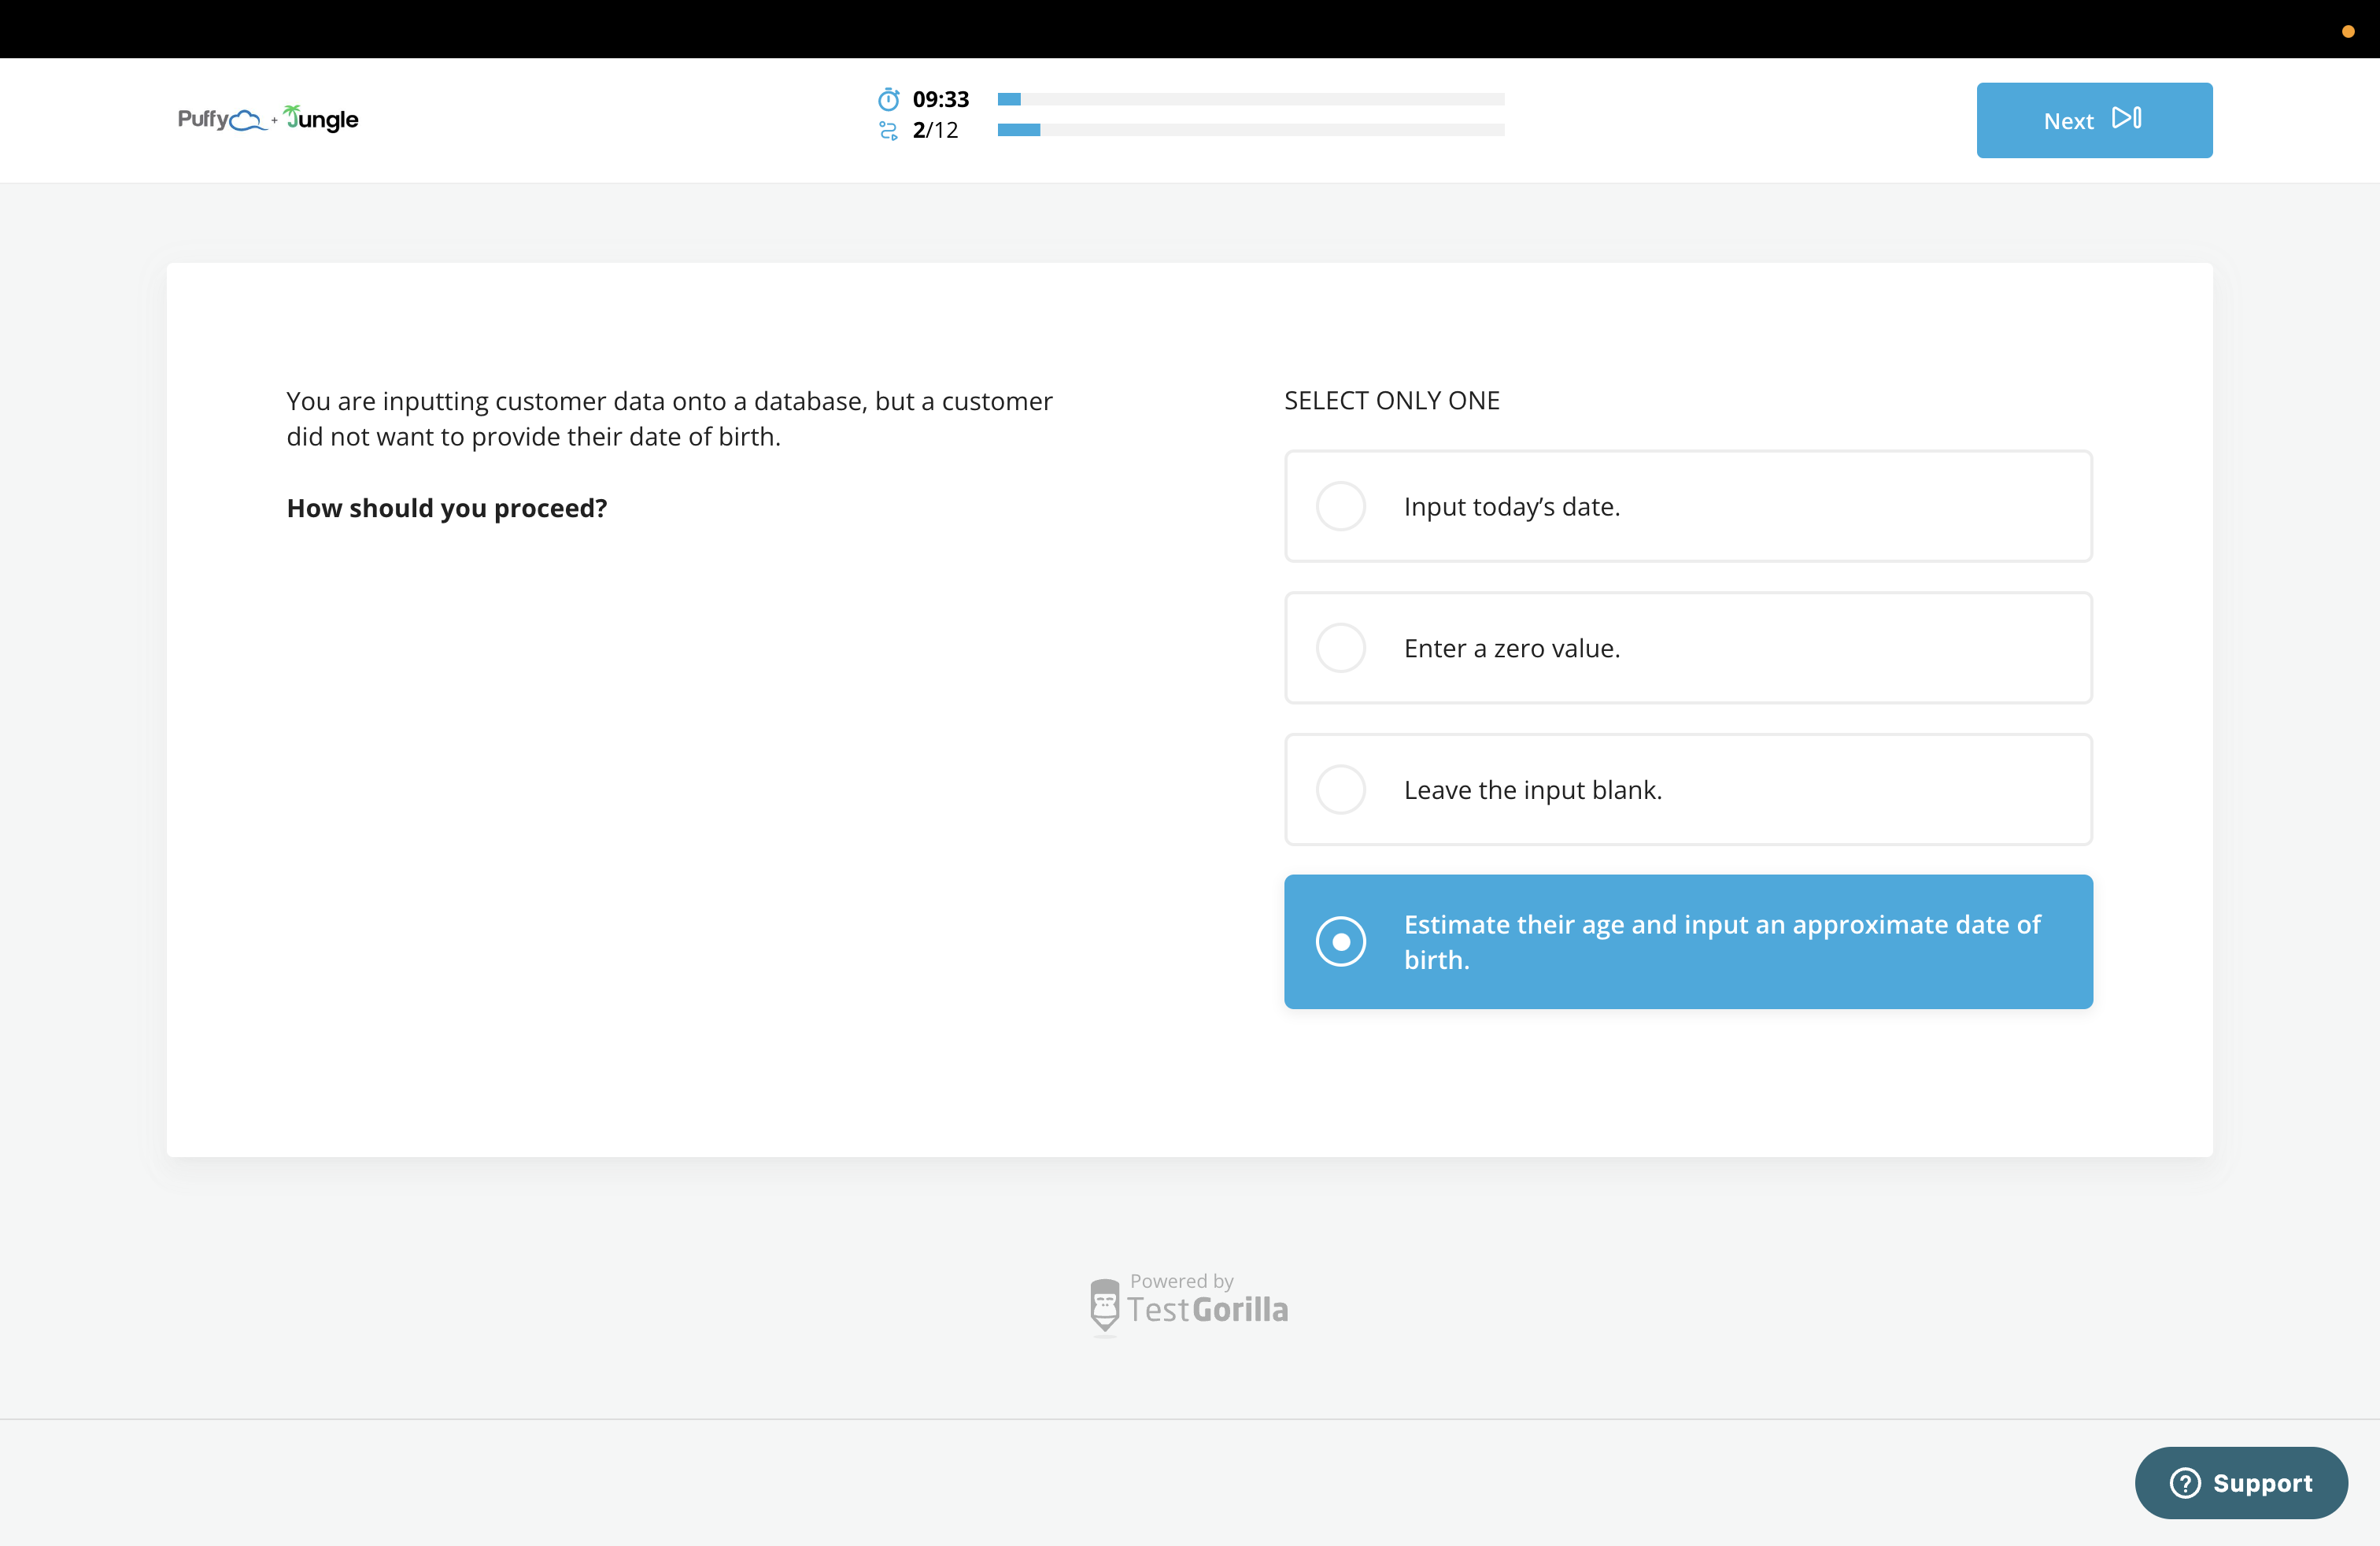 Puffy + Jungle
09:33
2/12
Next
You are inputting customer data onto a database, but a customer
did not want to provide their date of birth.
How should you proceed?
SELECT ONLY ONE
Input today’s date.
Enter a zero value.
Leave the input blank.
Estimate their age and input an approximate date of
birth.
Powered by
TestGorilla
Support